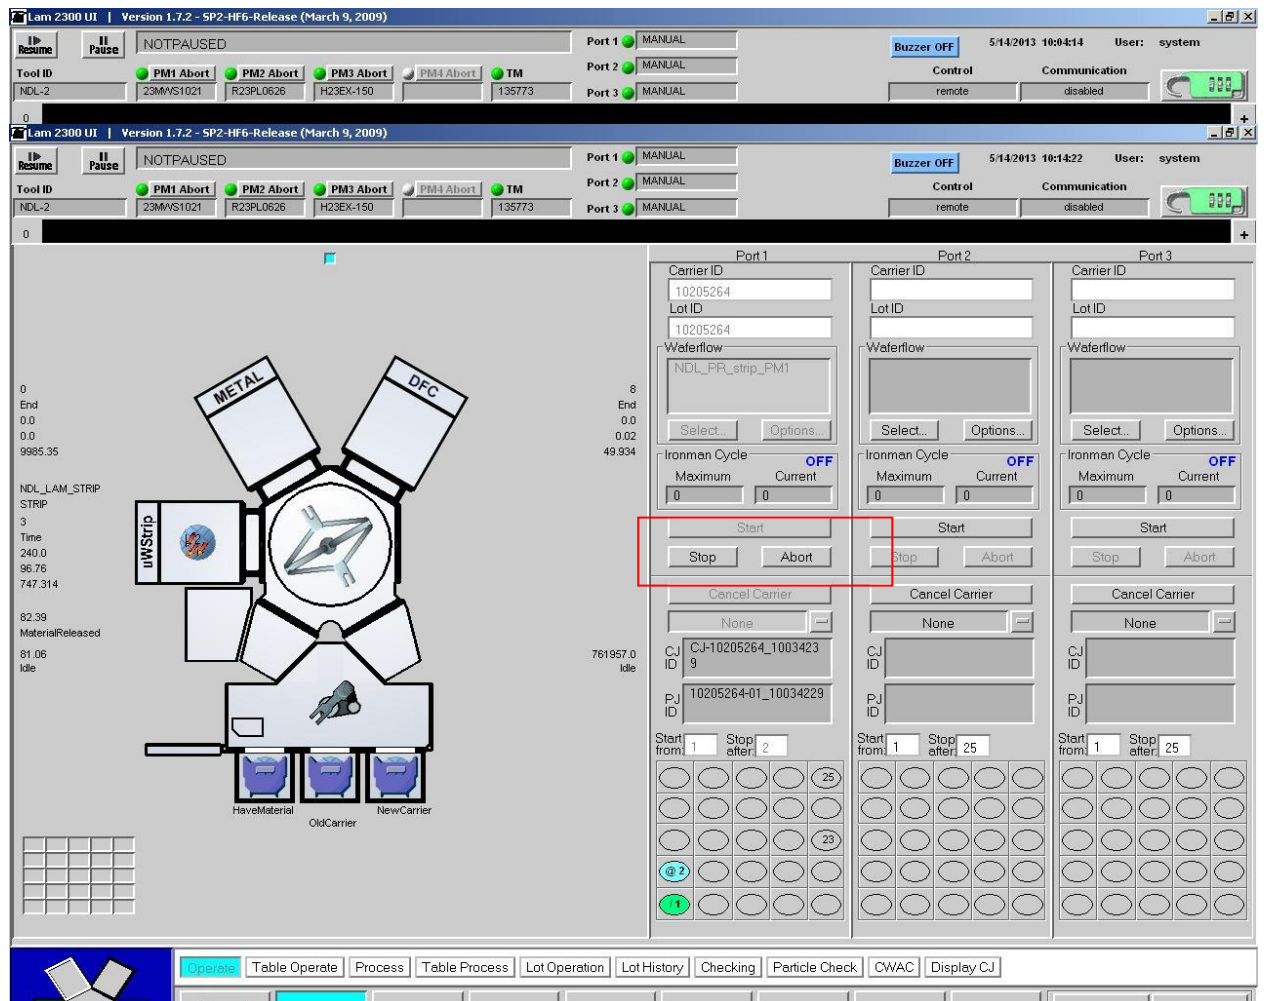 Lam 2300 UI | Version 1.7.2 - SP2-HF6-Release (March 9, 2009)
Resume Pause NOTPAUSED Port 1 MANUAL Buzzer OFF 5/14/2013 10:04:14 User: system
Port 2 MANUAL
Tool ID PM1 Abort PM2 Abort PM3 Abort PM4 Abort TM Control Communication
NDL-2 23MWS1021 R23PL0626 H23EX-150 135773 Port 3 MANUAL remote disabled
0 +
Lam 2300 UI | Version 1.7.2 - SP2-HF6-Release (March 9, 2009)
Resume Pause NOTPAUSED Port 1 MANUAL Buzzer OFF 5/14/2013 10:14:22 User: system
Port 2 MANUAL
Tool ID PM1 Abort PM2 Abort PM3 Abort PM4 Abort TM Control Communication
NDL-2 23MWS1021 R23PL0626 H23EX-150 135773 Port 3 MANUAL remote disabled
0 +
Port 1 Port 2 Port 3
Carrier ID Carrier ID Carrier ID
10205264
Lot ID Lot ID Lot ID
10205264
Waferflow Waferflow Waferflow
NDL_PR_strip_PM1
METAL DFC
0 8
End End
0.0 0.0
0.0 0.02
9985.35 49.934
Select... Options... Select... Options... Select... Options...
Ironman Cycle OFF Ironman Cycle OFF Ironman Cycle OFF
Maximum Current Maximum Current Maximum Current
0 0 0 0 0 0
NDL_LAM_STRIP
STRIP
3
Time
240.0
96.76
747.314
uWStrip
Start Start Start
Stop Abort Stop Abort Stop Abort
Cancel Carrier Cancel Carrier Cancel Carrier
None None None
82.39
MaterialReleased
81.06 761957.0
Idle Idle
CJ ID CJ-10205264_1003423
9
CJ ID CJ ID
PJ ID 10205264-01_10034229
PJ ID PJ ID
Start from: 1 Stop after: 2 Start from: 1 Stop after: 25 Start from: 1 Stop after: 25
25
23
@ 2
/ 1
HaveMaterial NewCarrier
OldCarrier
Operate Table Operate Process Table Process Lot Operation Lot History Checking Particle Check CWAC Display CJ